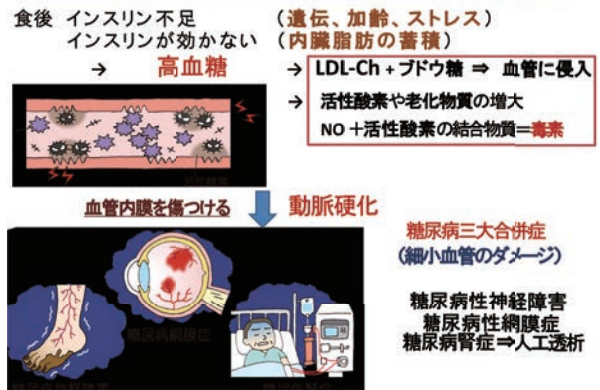 食後 インスリン不足 (遺伝、加齢、ストレス)
インスリンが効かない (内臓脂肪の蓄積)
→ 高血糖 → LDL-Ch + ブドウ糖 ⇒ 血管に侵入
→ 活性酸素や老化物質の増大
NO +活性酸素の結合物質=毒素
血管内膜を傷つける 動脈硬化
糖尿病三大合併症
(細小血管のダメージ)
糖尿病性神経障害
糖尿病性網膜症
糖尿病腎症⇒人工透析
糖尿病網膜症